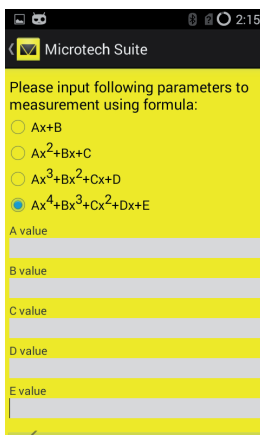 2:15
Microtech Suite
Please input following parameters to
measurement using formula:
Ax+B
Ax²+Bx+C
Ax³+Bx²+Cx+D
Ax⁴+Bx³+Cx²+Dx+E
A value
B value
C value
D value
E value